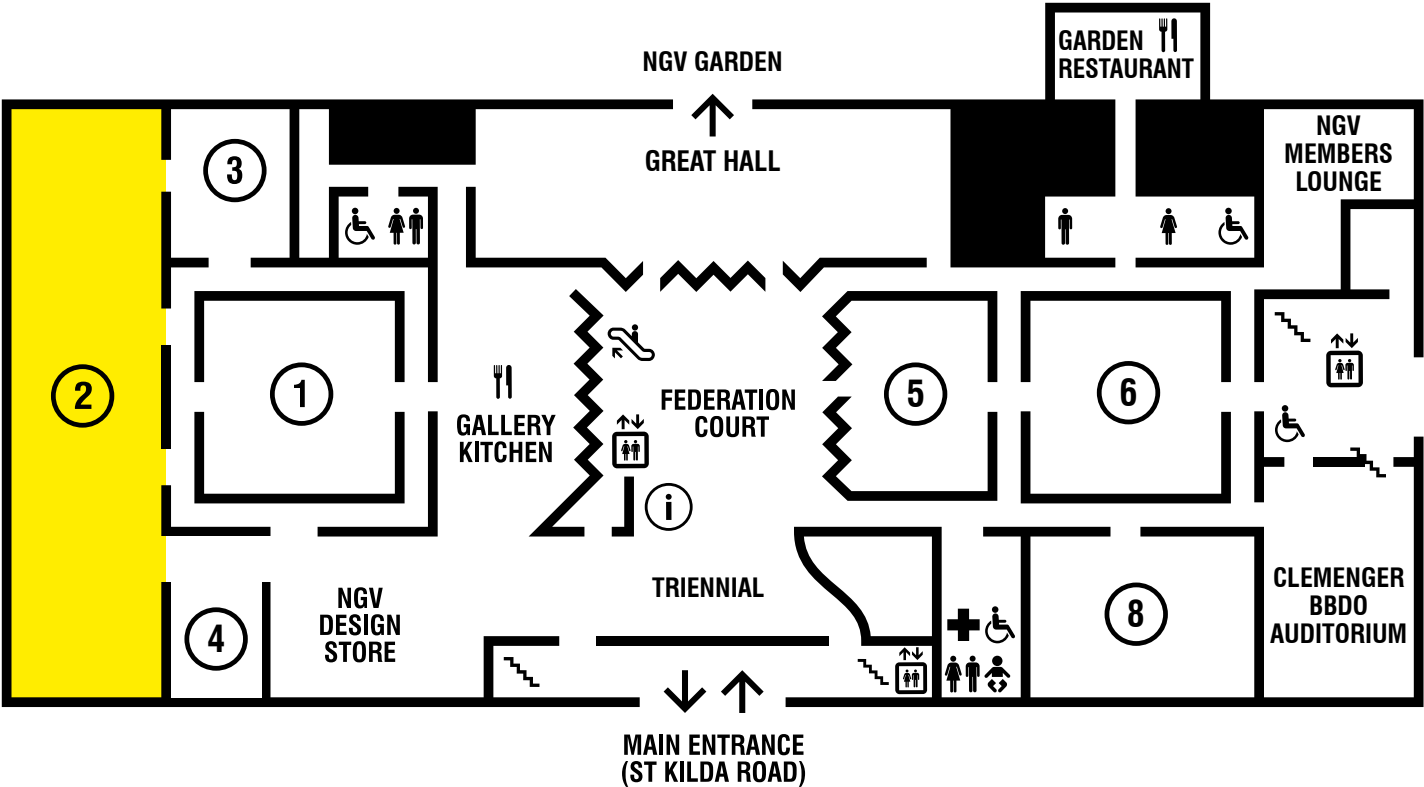 NGV GARDEN
GREAT HALL
GARDEN
RESTAURANT
NGV
MEMBERS
LOUNGE
3
2
1
GALLERY
KITCHEN
FEDERATION
COURT
5
6
i
4
NGV
DESIGN
STORE
TRIENNIAL
8
CLEMENGER
BBDO
AUDITORIUM
MAIN ENTRANCE
(ST KILDA ROAD)